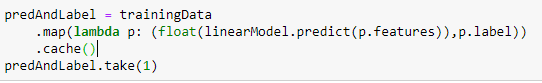 predAndLabel = trainingData
.map(lambda p: (float(linearModel.predict(p.features)),p.label))
.cache()
predAndLabel.take(1)